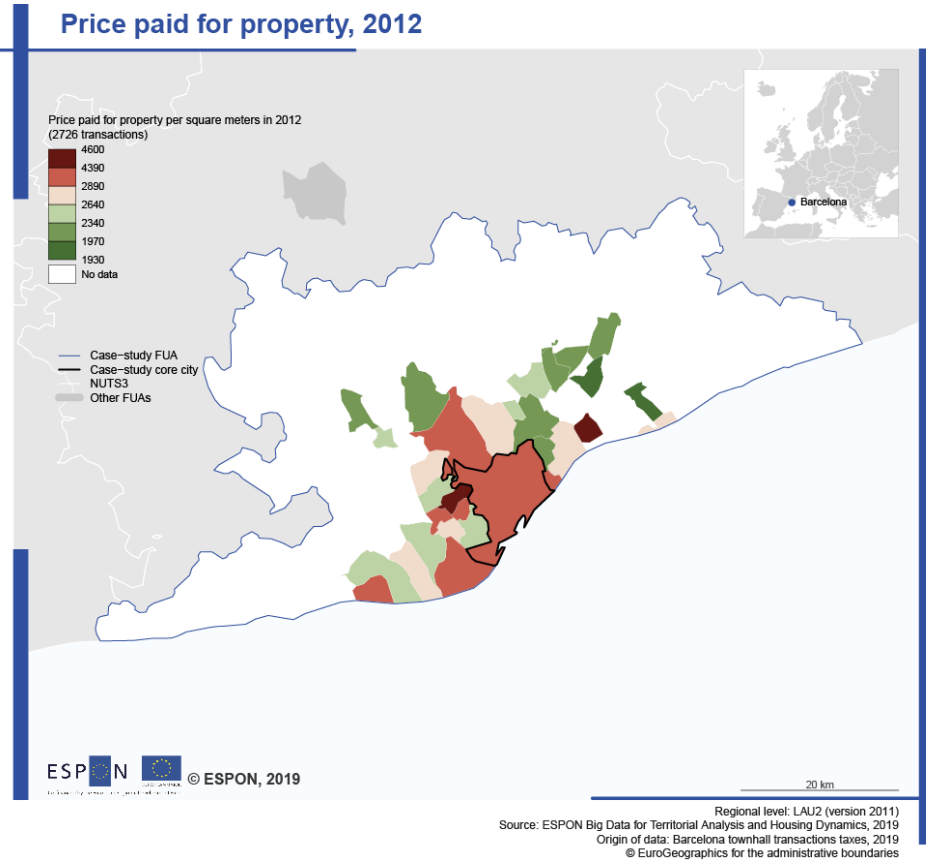 Price paid for property, 2012
Price paid for property per square meters in 2012
(2726 transactions)
4600
4390
2890
2640
2340
1970
1930
No data
Barcelona
Case−study FUA
Case−study core city
NUTS3
Other FUAs
ESPON
© ESPON, 2019
20 km
Regional level: LAU2 (version 2011)
Source: ESPON Big Data for Territorial Analysis and Housing Dynamics, 2019
Origin of data: Barcelona townhall transactions taxes, 2019
© EuroGeographics for the administrative boundaries